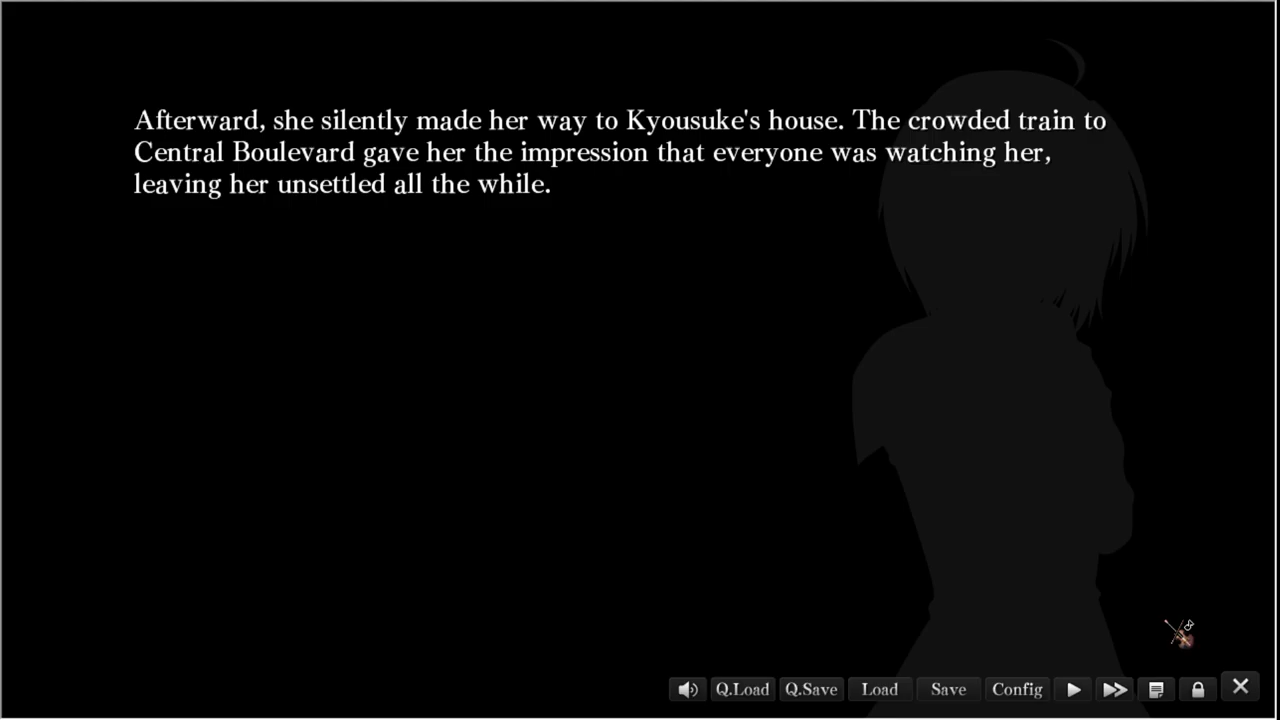 Afterward, she silently made her way to Kyousuke's house. The crowded train to
Central Boulevard gave her the impression that everyone was watching her,
leaving her unsettled all the while.
Q.Load Q.Save Load Save Config